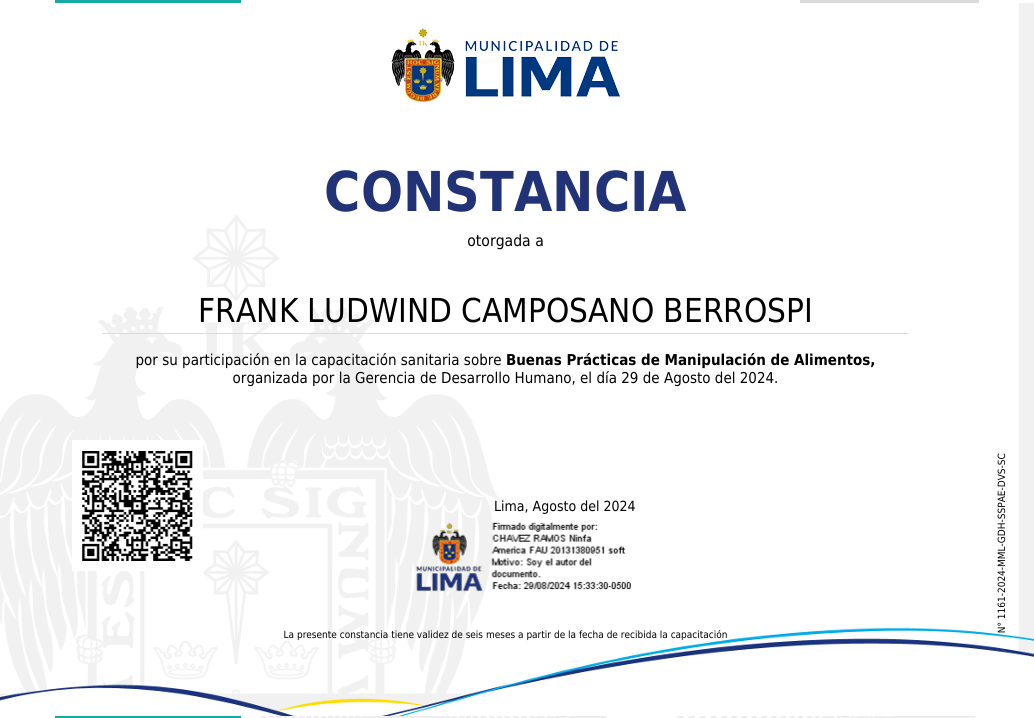 MUNICIPALIDAD DE
LIMA
CONSTANCIA
otorgada a
FRANK LUDWIND CAMPOSANO BERROSPI
por su participación en la capacitación sanitaria sobre Buenas Prácticas de Manipulación de Alimentos,
organizada por la Gerencia de Desarrollo Humano, el día 29 de Agosto del 2024.
HOC SIG
Lima, Agosto del 2024
MUNICIPALIDAD DE
LIMA
Firmado digitalmente por:
CHAVEZ RAMOS Ninfa
America FAU 20131380951 soft
Motivo: Soy el autor del
documento.
Fecha: 29/08/2024 15:33:30-0500
La presente constancia tiene validez de seis meses a partir de la fecha de recibida la capacitación
N° 1161-2024-MML-GDH-SSPAE-DVS-SC